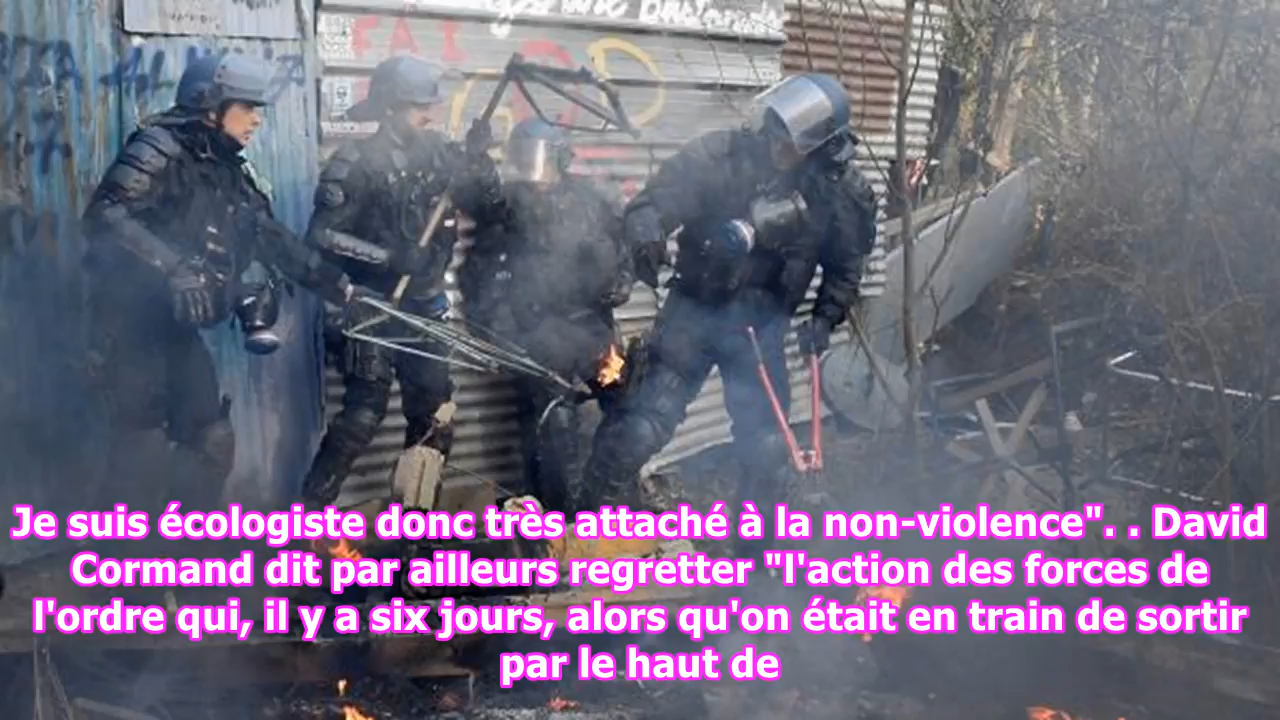 Je suis écologiste donc très attaché à la non-violence". . David
Cormand dit par ailleurs regretter "l'action des forces de
l'ordre qui, il y a six jours, alors qu'on était en train de sortir
par le haut de